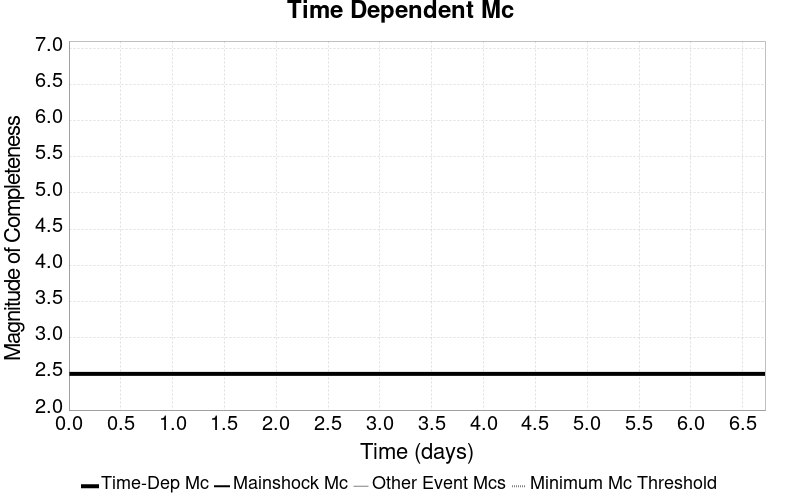 Time Dependent Mc
7.0
6.5
6.0
5.5
5.0
4.5
4.0
3.5
3.0
2.5
2.0
Magnitude of Completeness
0.0 0.5 1.0 1.5 2.0 2.5 3.0 3.5 4.0 4.5 5.0 5.5 6.0 6.5
Time (days)
Time-Dep Mc Mainshock Mc Other Event Mcs Minimum Mc Threshold